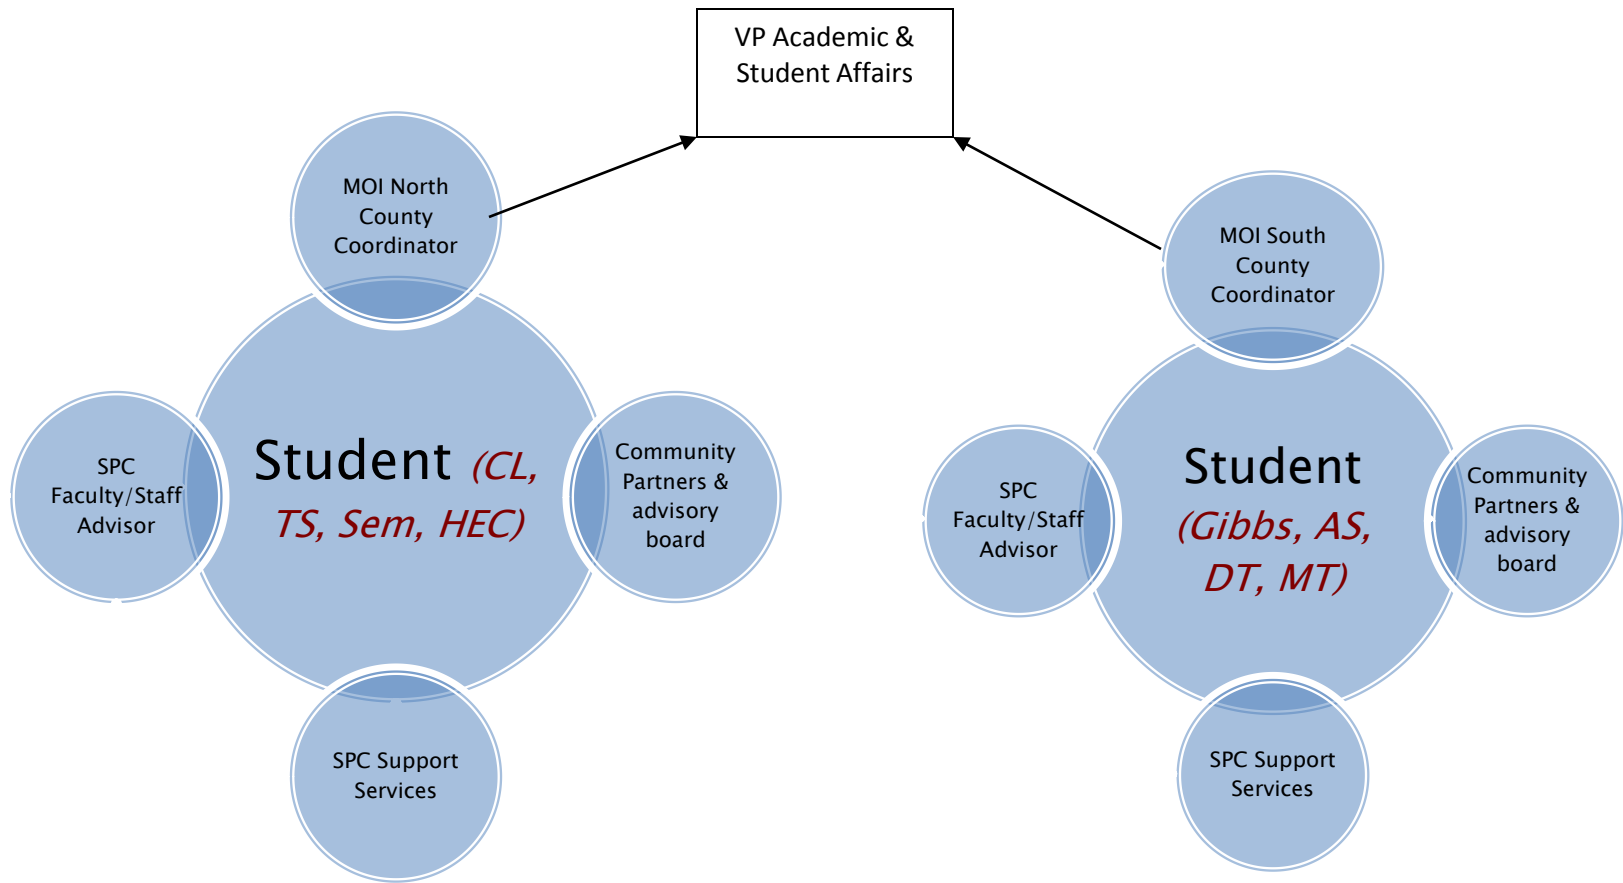 VP Academic &
Student Affairs
MOI North
County
Coordinator
SPC
Faculty/Staff
Advisor
Student (CL,
TS, Sem, HEC)
Community
Partners &
advisory
board
SPC Support
Services
MOI South
County
Coordinator
SPC
Faculty/Staff
Advisor
Student
(Gibbs, AS,
DT, MT)
Community
Partners &
advisory
board
SPC Support
Services